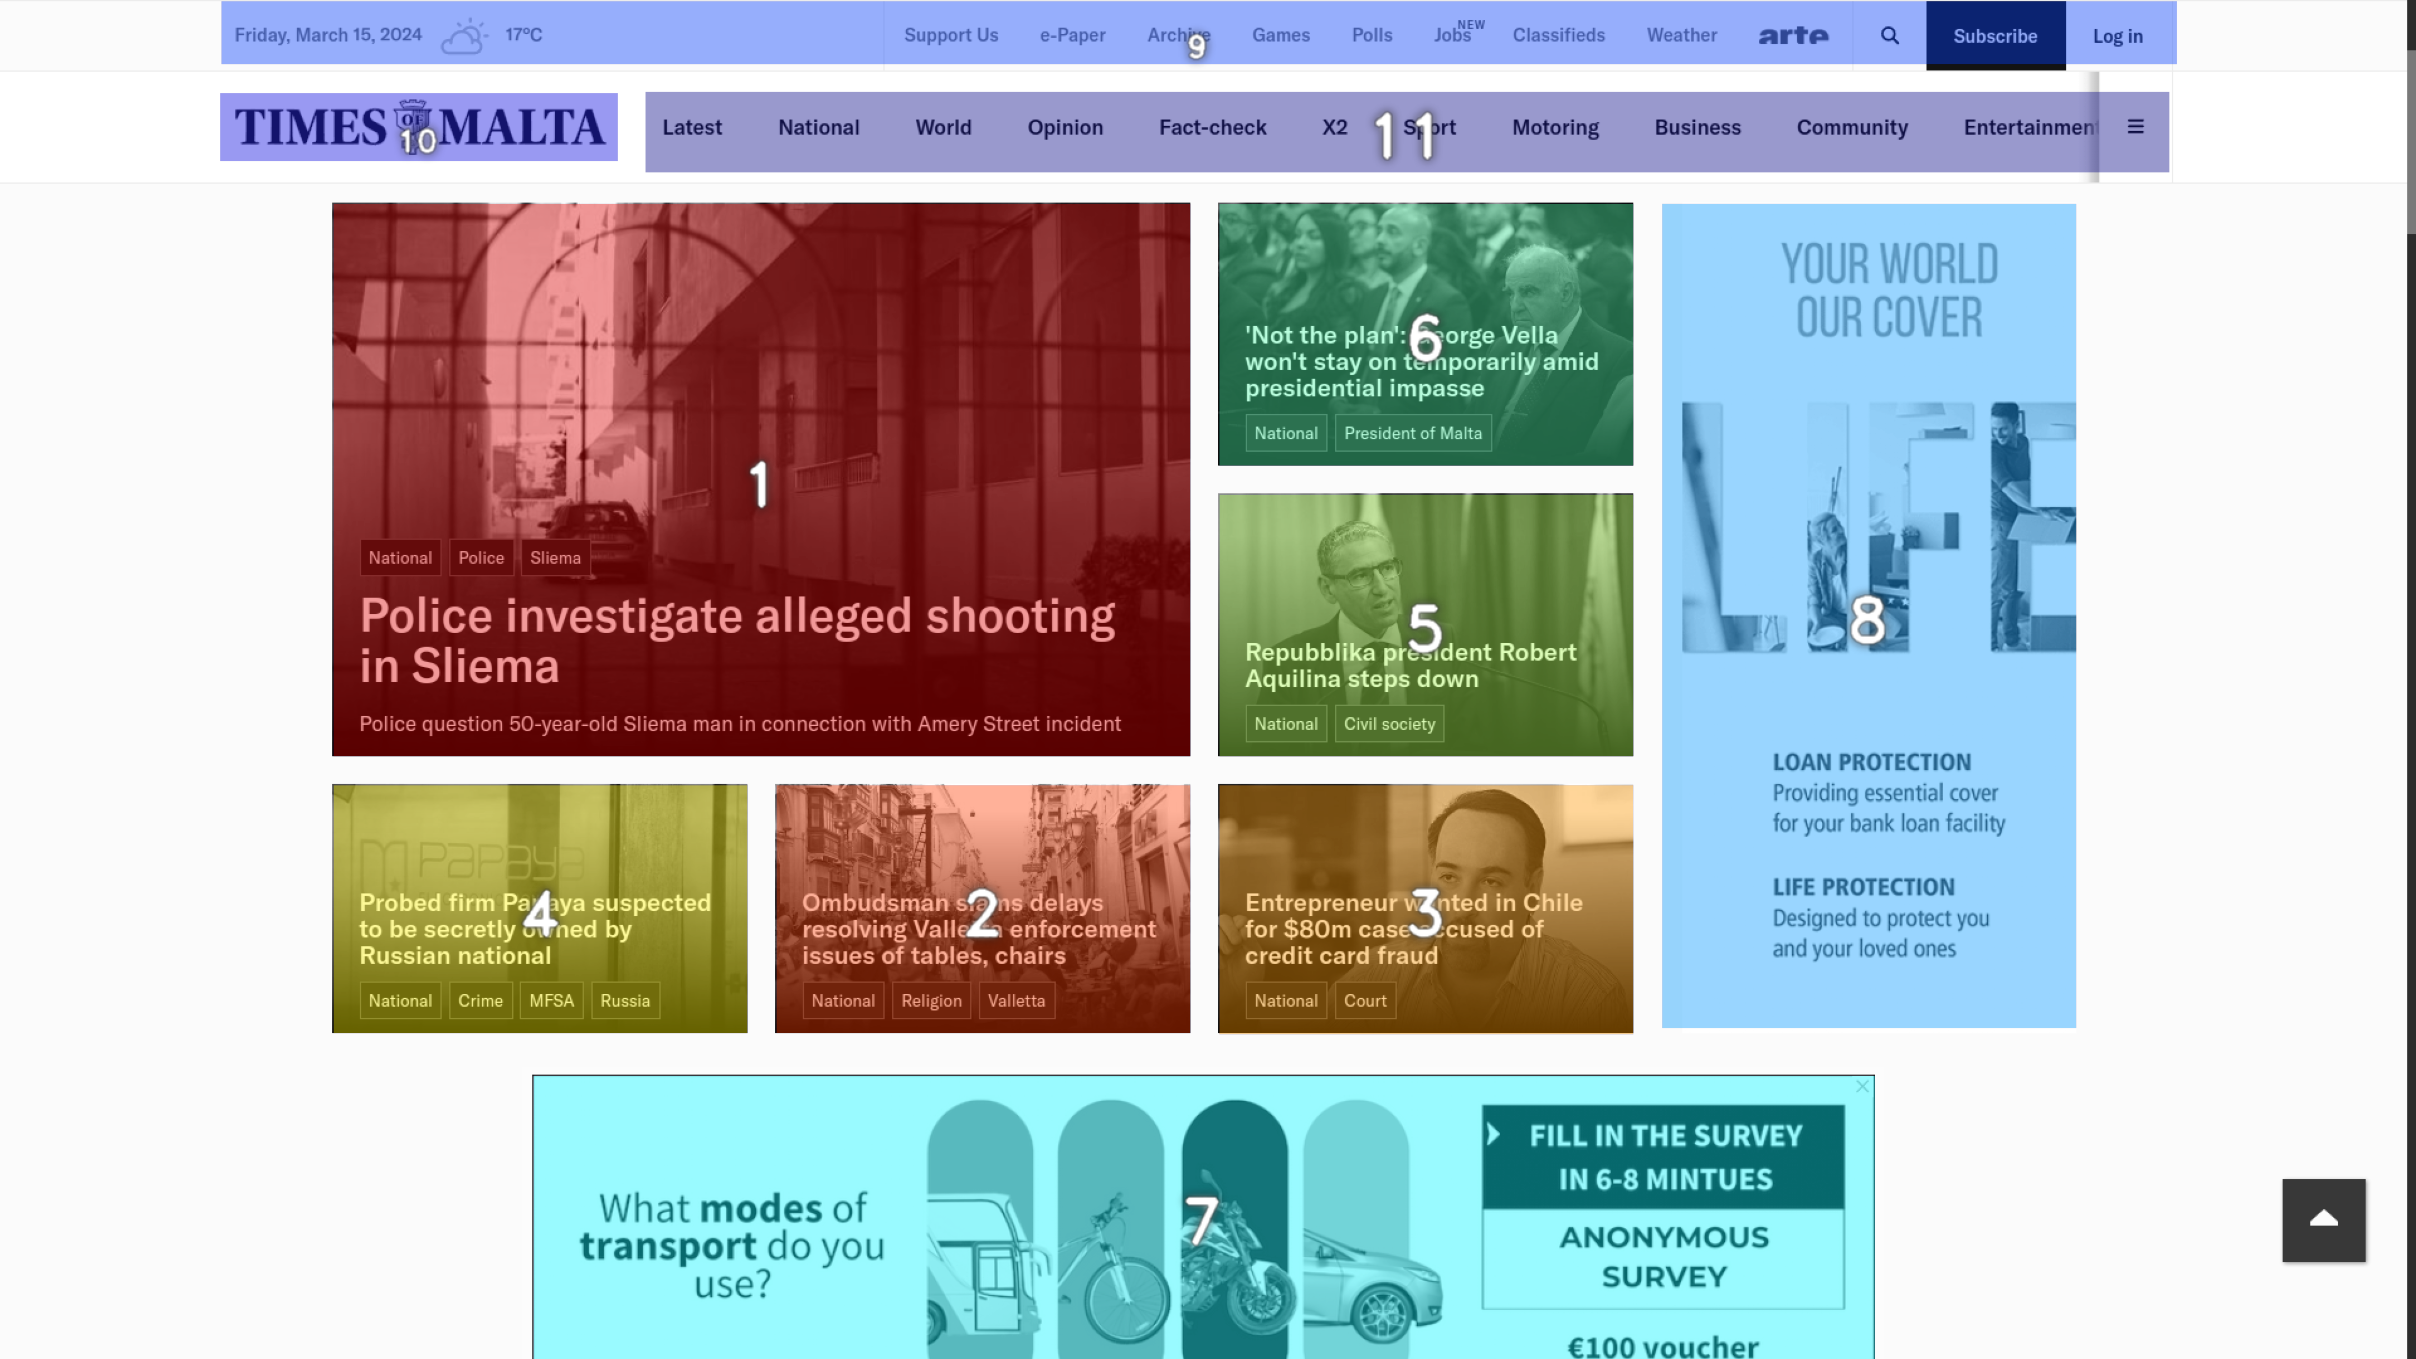 Friday, March 15, 2024 17°C Support Us e-Paper Archive Games Polls Jobs NEW Classifieds Weather arte Subscribe Log in
9
TIMES OF MALTA
10
Latest National World Opinion Fact-check X2 Sport Motoring Business Community Entertainment
11
1
National Police Sliema
Police investigate alleged shooting
in Sliema
Police question 50-year-old Sliema man in connection with Amery Street incident
6
'Not the plan': George Vella
won't stay on temporarily amid
presidential impasse
National President of Malta
5
Repubblika president Robert
Aquilina steps down
National Civil society
YOUR WORLD
OUR COVER
LIFE
8
LOAN PROTECTION
Providing essential cover
for your bank loan facility
LIFE PROTECTION
Designed to protect you
and your loved ones
PAPAYA
4
Probed firm Papaya suspected
to be secretly owned by
Russian national
National Crime MFSA Russia
2
Ombudsman slams delays
resolving Valletta enforcement
issues of tables, chairs
National Religion Valletta
3
Entrepreneur wanted in Chile
for $80m case accused of
credit card fraud
National Court
What modes of
transport do you
use?
7
FILL IN THE SURVEY
IN 6-8 MINTUES
ANONYMOUS
SURVEY
€100 voucher